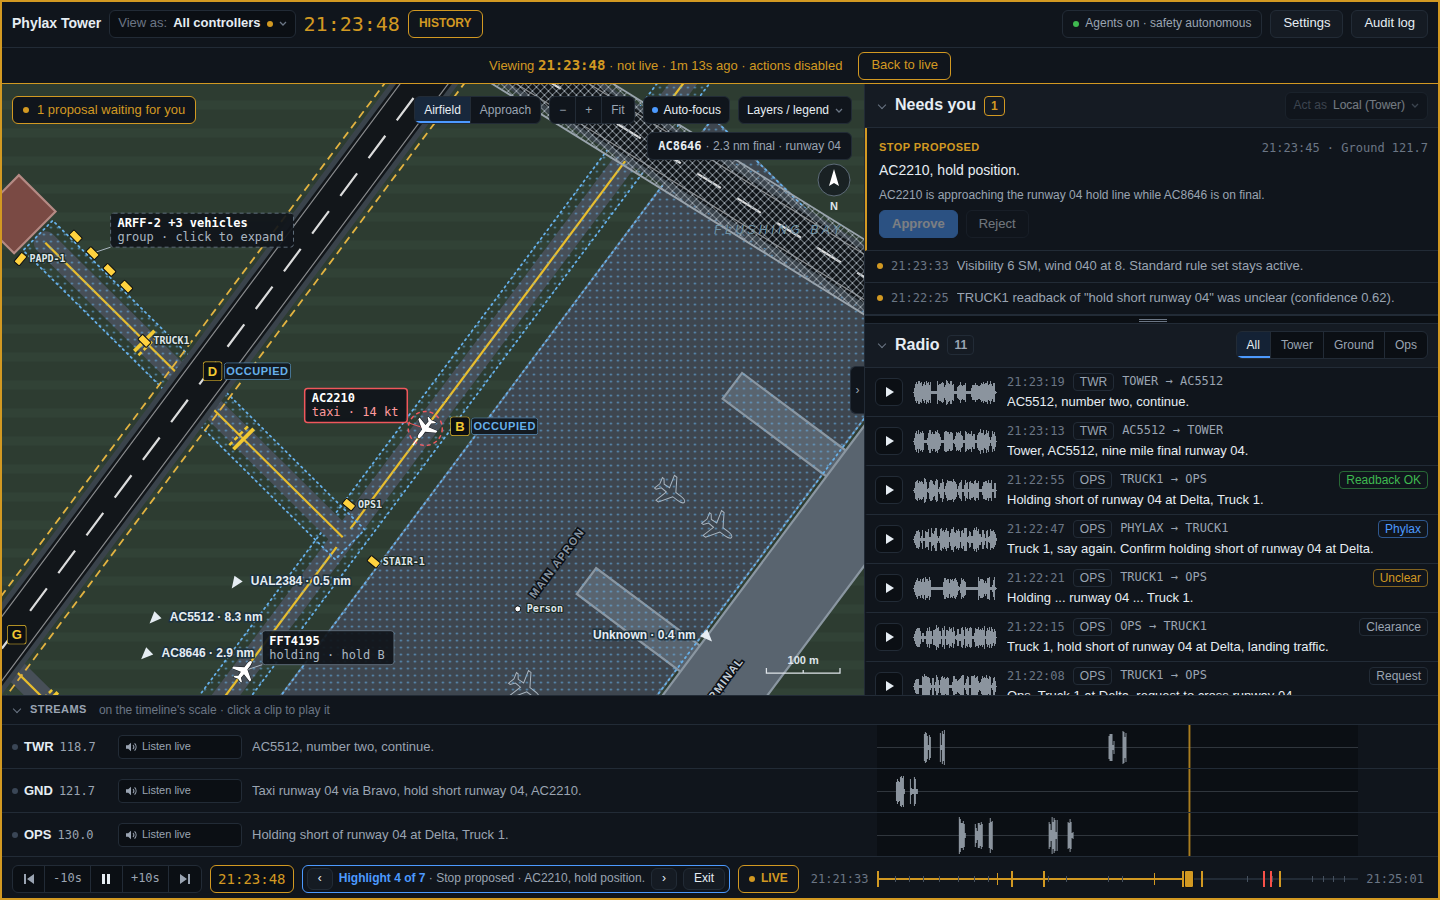 Phylax Tower View as: All controllers 21:23:48 HISTORY Agents on · safety autonomous Settings Audit log
Viewing 21:23:48 · not live · 1m 13s ago · actions disabled Back to live
1 proposal waiting for you
Airfield Approach − + Fit Auto-focus Layers / legend
AC8646 · 2.3 nm final · runway 04
N
FLUSHING BAY
ARFF-2 +3 vehicles
group · click to expand
PAPD-1
TRUCK1
D OCCUPIED
AC2210
taxi · 14 kt
B OCCUPIED
OPS1
STAIR-1
MAIN APRON
UAL2384 · 0.5 nm
Person
AC5512 · 8.3 nm
G
FFT4195
holding · hold B
Unknown · 0.4 nm
AC8646 · 2.9 nm
100 m
RMINAL
›
Needs you 1 Act as Local (Tower)
STOP PROPOSED 21:23:45 · Ground 121.7
AC2210, hold position.
AC2210 is approaching the runway 04 hold line while AC8646 is on final.
Approve Reject
21:23:33 Visibility 6 SM, wind 040 at 8. Standard rule set stays active.
21:22:25 TRUCK1 readback of "hold short runway 04" was unclear (confidence 0.62).
Radio 11 All Tower Ground Ops
21:23:19 TWR TOWER → AC5512
AC5512, number two, continue.
21:23:13 TWR AC5512 → TOWER
Tower, AC5512, nine mile final runway 04.
21:22:55 OPS TRUCK1 → OPS Readback OK
Holding short of runway 04 at Delta, Truck 1.
21:22:47 OPS PHYLAX → TRUCK1 Phylax
Truck 1, say again. Confirm holding short of runway 04 at Delta.
21:22:21 OPS TRUCK1 → OPS Unclear
Holding ... runway 04 ... Truck 1.
21:22:15 OPS OPS → TRUCK1 Clearance
Truck 1, hold short of runway 04 at Delta, landing traffic.
21:22:08 OPS TRUCK1 → OPS Request
Ops, Truck 1 at Delta, request to cross runway 04.
STREAMS on the timeline's scale · click a clip to play it
TWR 118.7 Listen live AC5512, number two, continue.
GND 121.7 Listen live Taxi runway 04 via Bravo, hold short runway 04, AC2210.
OPS 130.0 Listen live Holding short of runway 04 at Delta, Truck 1.
-10s +10s 21:23:48 ‹ Highlight 4 of 7 · Stop proposed · AC2210, hold position. › Exit LIVE 21:21:33 21:25:01